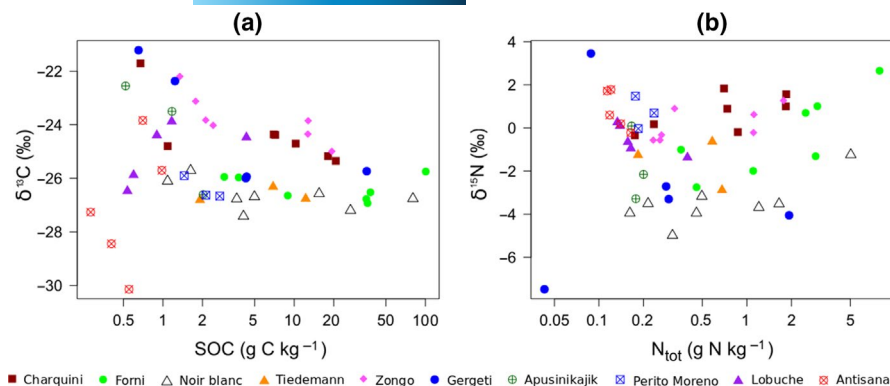 (a)
(b)
δ¹³C (‰)
−22
−24
−26
−28
−30
0.5 1 2 5 10 20 50 100
SOC (g C kg⁻¹)
δ¹⁵N (‰)
4
2
0
−2
−4
−6
0.05 0.1 0.2 0.5 1 2 5
Ntot (g N kg⁻¹)
Charquini Forni Noir blanc Tiedemann Zongo Gergeti Apusinikajik Perito Moreno Lobuche Antisana